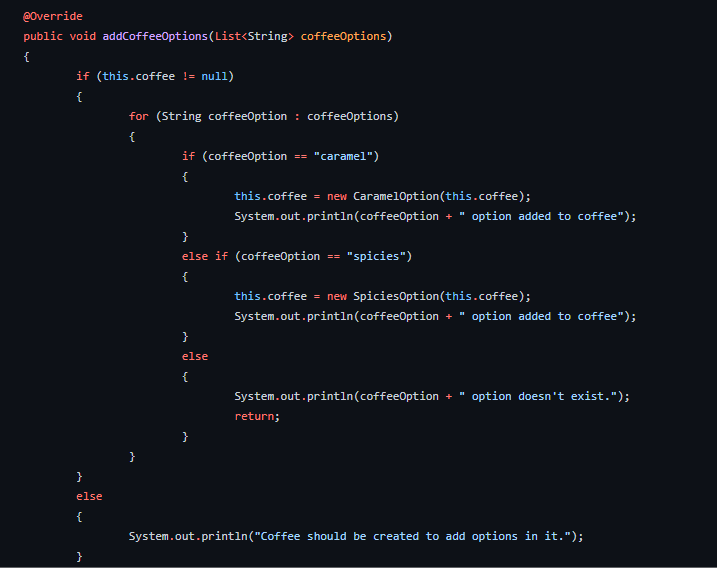 @Override
public void addCoffeeOptions(List<String> coffeeOptions)
{
if (this.coffee != null)
{
for (String coffeeOption : coffeeOptions)
{
if (coffeeOption == "caramel")
{
this.coffee = new CaramelOption(this.coffee);
System.out.println(coffeeOption + " option added to coffee");
}
else if (coffeeOption == "spicies")
{
this.coffee = new SpiciesOption(this.coffee);
System.out.println(coffeeOption + " option added to coffee");
}
else
{
System.out.println(coffeeOption + " option doesn't exist.");
return;
}
}
}
else
{
System.out.println("Coffee should be created to add options in it.");
}